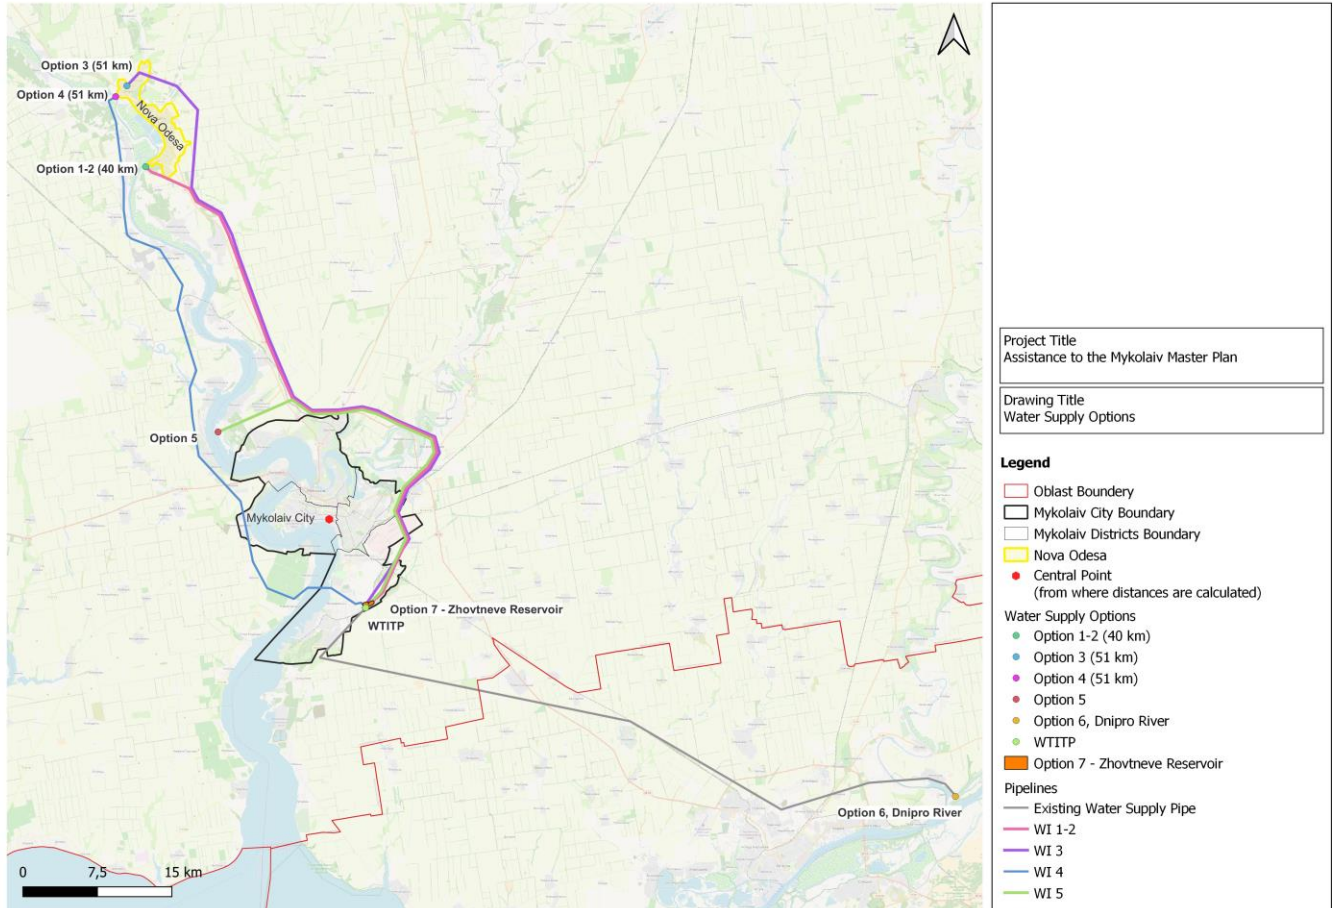 Option 3 (51 km)
Option 4 (51 km)
Nova Odesa
Option 1-2 (40 km)
Option 5
Mykolaiv City
Option 7 - Zhovtneve Reservoir
WTITP
Option 6, Dnipro River
0 7,5 15 km
Project Title
Assistance to the Mykolaiv Master Plan
Drawing Title
Water Supply Options
Legend
Oblast Boundery
Mykolaiv City Boundary
Mykolaiv Districts Boundary
Nova Odesa
Central Point
(from where distances are calculated)
Water Supply Options
Option 1-2 (40 km)
Option 3 (51 km)
Option 4 (51 km)
Option 5
Option 6, Dnipro River
WTITP
Option 7 - Zhovtneve Reservoir
Pipelines
Existing Water Supply Pipe
WI 1-2
WI 3
WI 4
WI 5